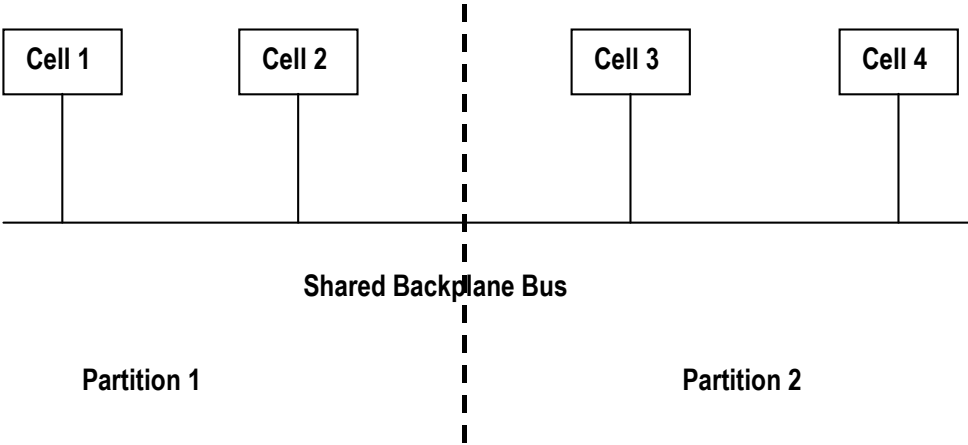 Cell 1
Cell 2
Cell 3
Cell 4
Shared Backplane Bus
Partition 1
Partition 2